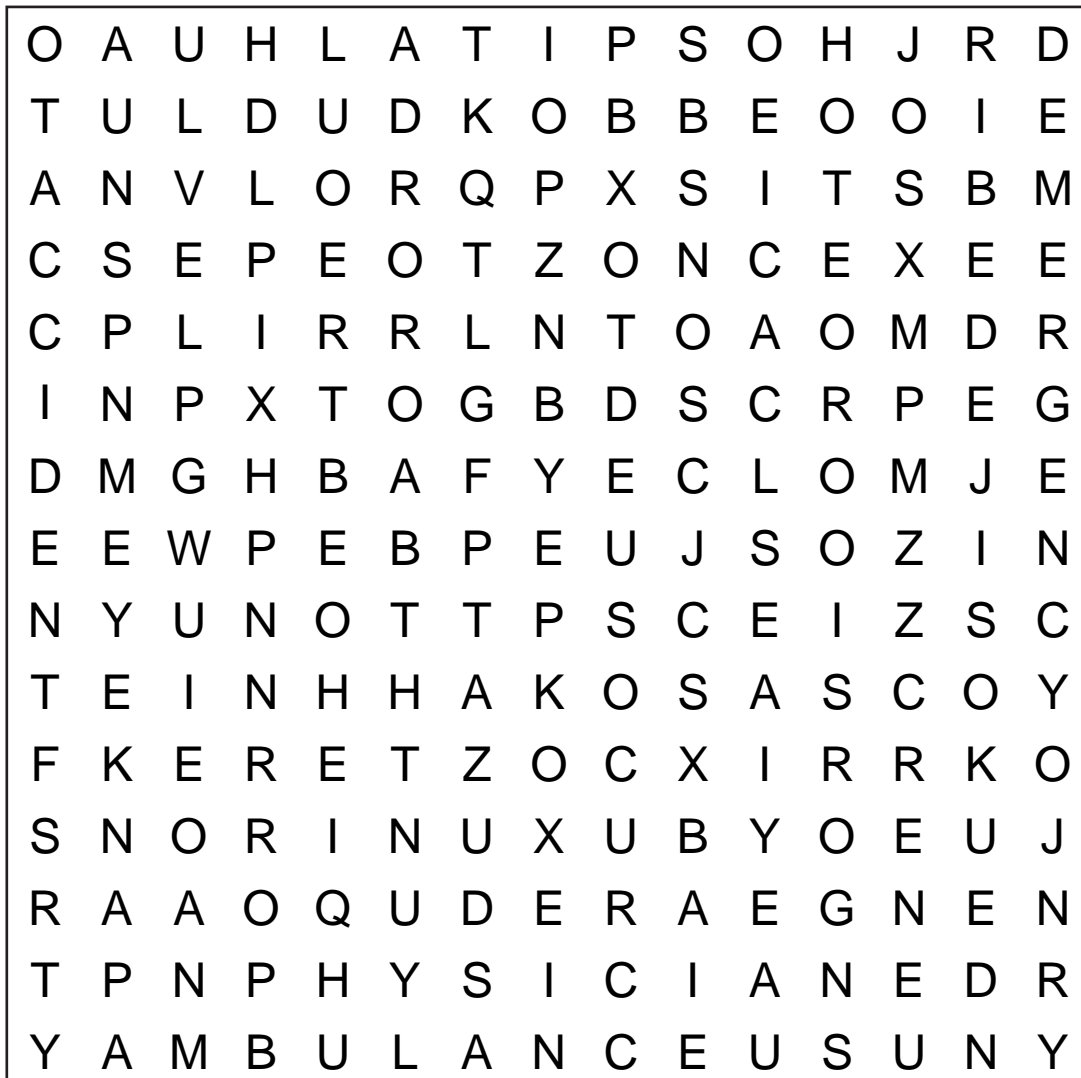 O A U H L A T I P S O H J R D
T U L D U D K O B B E O O I E
A N V L O R Q P X S I T S B M
C S E P E O T Z O N C E X E E
C P L I R R L N T O A O M D R
I N P X T O G B D S C R P E G
D M G H B A F Y E C L O M J E
E E W P E B P E U J S O Z I N
N Y U N O T T P S C E I Z S C
T E I N H H A K O S A S C O Y
F K E R E T Z O C X I R R K O
S N O R I N U X U B Y O E U J
R A A O Q U D E R A E G N E N
T P N P H Y S I C I A N E D R
Y A M B U L A N C E U S U N Y